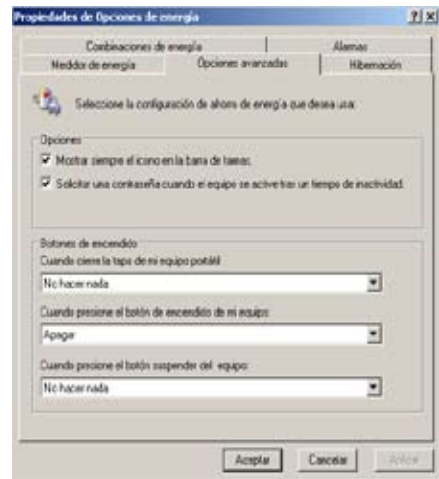 Propiedades de Opciones de energía
Combinaciones de energía
Alarmas
Medidor de energía
Opciones avanzadas
Hibernación
Seleccione la configuración de ahorro de energía que desea usar.
Opciones
Mostrar siempre el icono en la barra de tareas.
Solicitar una contraseña cuando el equipo se active tras un tiempo de inactividad.
Botones de encendido
Cuando cierre la tapa de mi equipo portátil
No hacer nada
Cuando presione el botón de encendido de mi equipo:
Apagar
Cuando presione el botón suspender del equipo:
No hacer nada
Aceptar
Cancelar
Aplicar